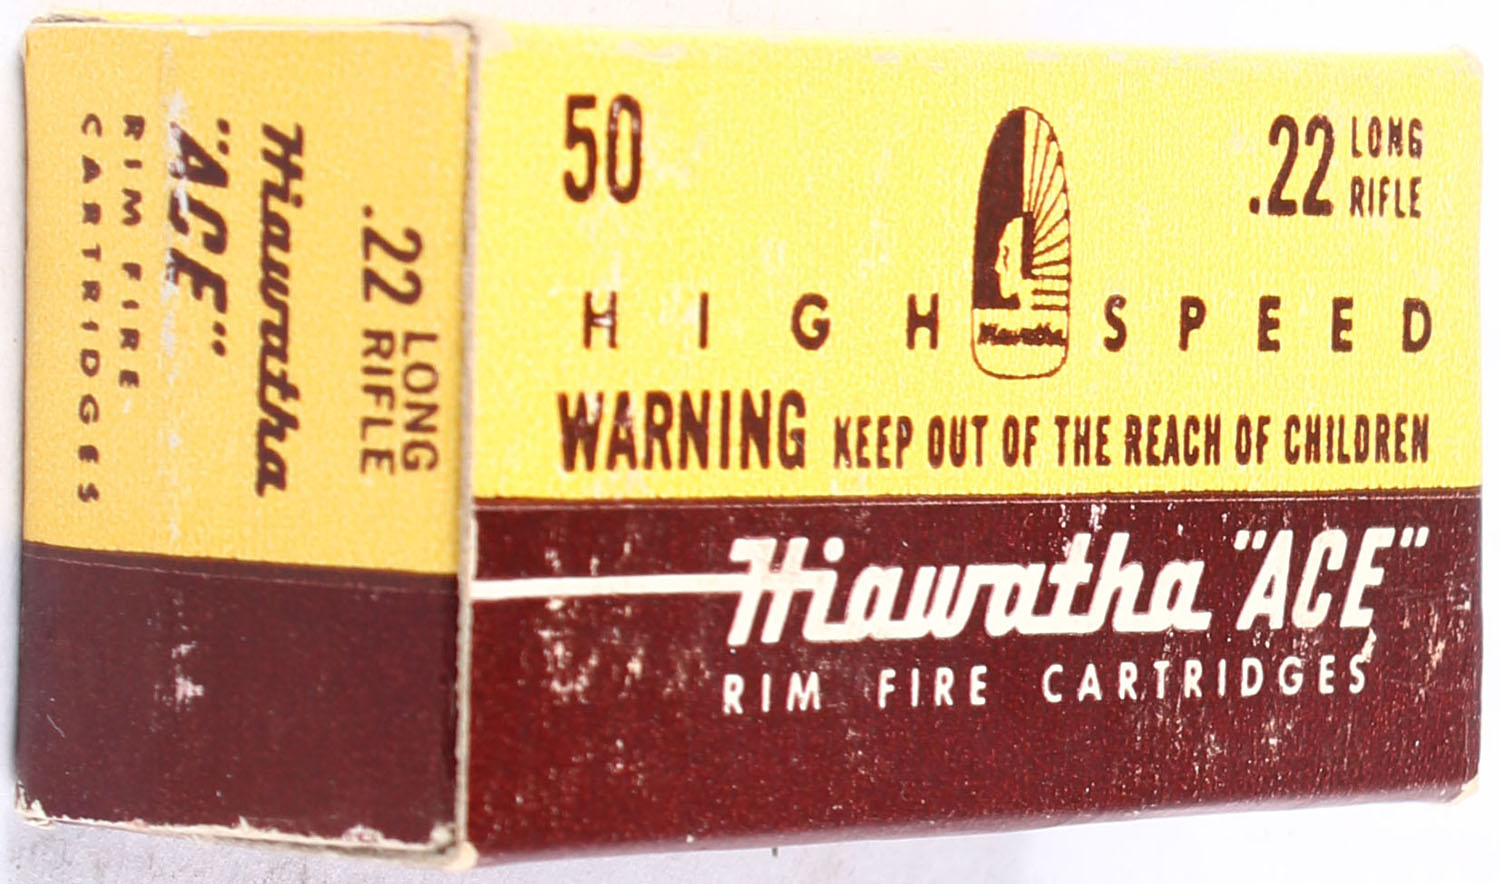 50
.22 LONG RIFLE
HIGH SPEED
Hiawatha
WARNING KEEP OUT OF THE REACH OF CHILDREN
Hiawatha "ACE"
RIM FIRE CARTRIDGES
.22 LONG RIFLE
Hiawatha
"ACE"
RIM FIRE
CARTRIDGES